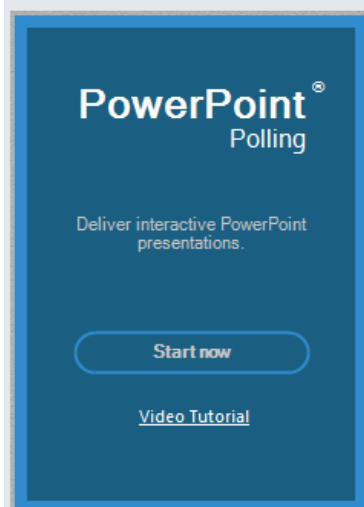 PowerPoint®
Polling
Deliver interactive PowerPoint
presentations.
Start now
Video Tutorial